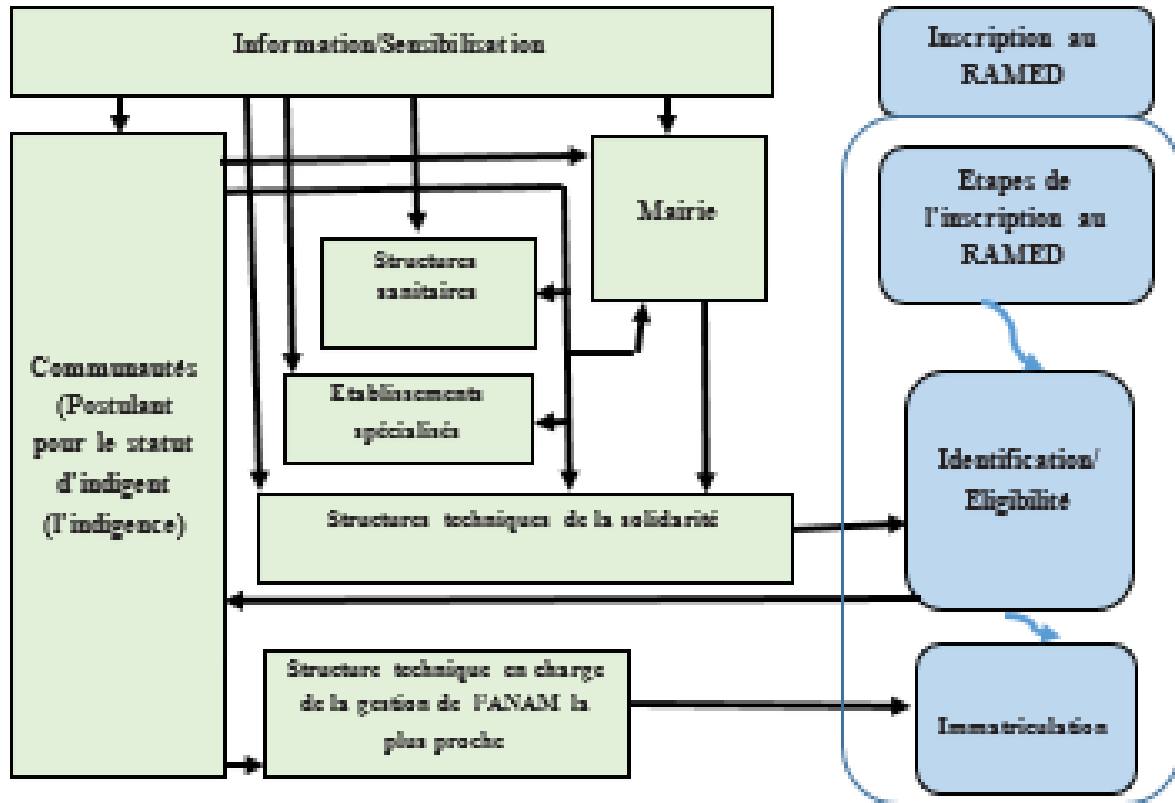 Information/Sensibilisation
Inscription au
RAMED
Etapes de
l'inscription au
RAMED
Mairie
Structures
sanitaires
Communautés
(Postulant
pour le statut
d'indigent
(l'indigence)
Etablissements
spécialisés
Identification/
Eligibilité
Structures techniques de la solidarité
Structure technique en charge
de la gestion de l'ANAM la
plus proche
Immatriculation